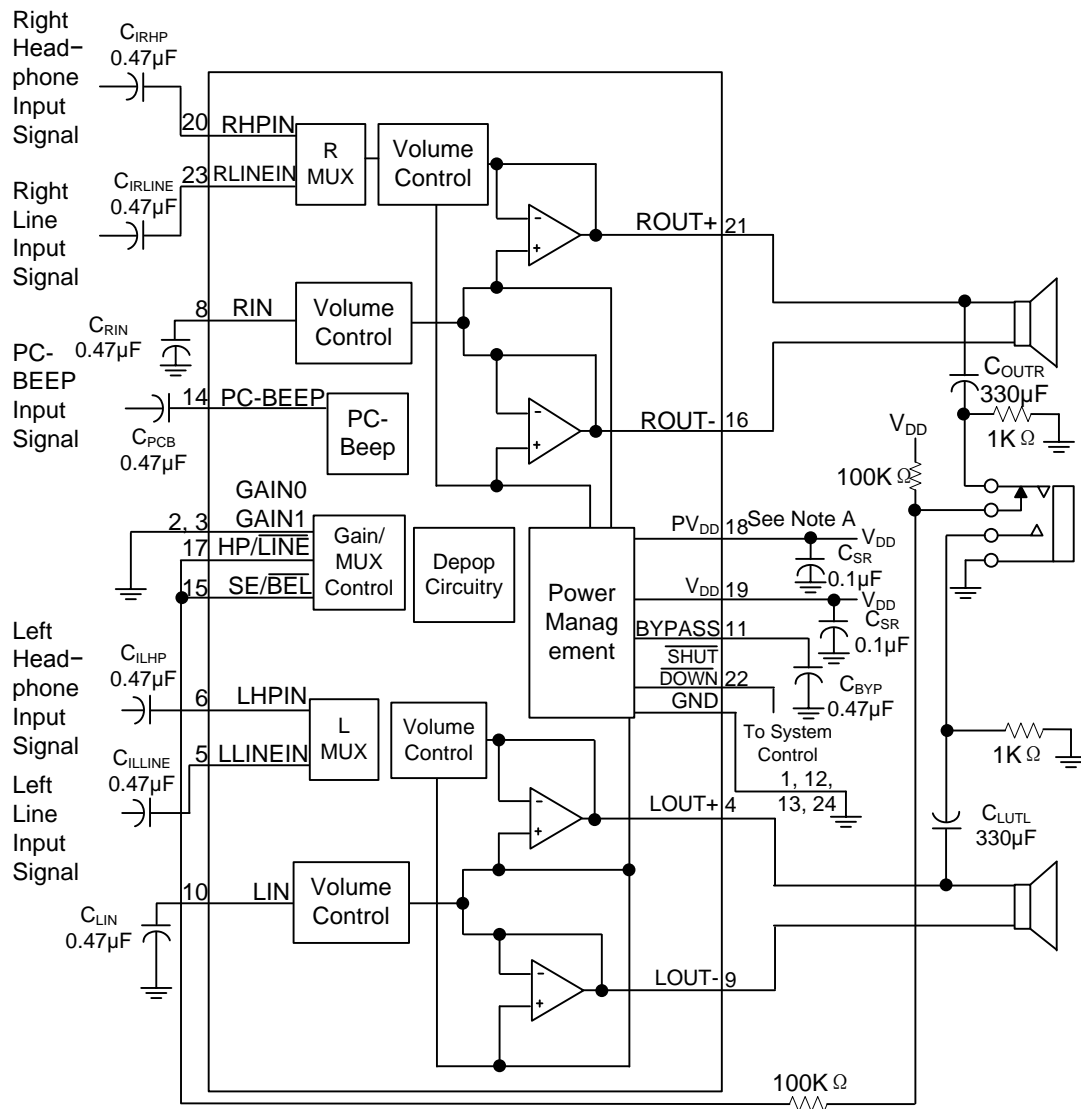 Right
Head−
phone
Input
Signal
C_IRHP
0.47µF
20 RHPIN
R
MUX
Volume
Control
Right
Line
Input
Signal
C_IRLINE
0.47µF
23 RLINEIN
ROUT+ 21
8 RIN
C_RIN
0.47µF
Volume
Control
PC-
BEEP
Input
Signal
14 PC-BEEP
C_PCB
0.47µF
PC-
Beep
ROUT- 16
C_OUTR
330µF
1K Ω
V_DD
100K Ω
GAIN0
2, 3 GAIN1
17 HP/LINE
15 SE/BEL
Gain/
MUX
Control
Depop
Circuitry
Power
Manag
ement
PV_DD 18 See Note A
V_DD
C_SR
0.1µF
V_DD 19
V_DD
C_SR
0.1µF
BYPASS 11
SHUT
DOWN 22
C_BYP
0.47µF
GND
To System
Control
1, 12,
13, 24
Left
Head−
phone
Input
Signal
C_ILHP
0.47µF
6 LHPIN
L
MUX
Volume
Control
5 LLINEIN
C_ILLINE
0.47µF
Left
Line
Input
Signal
LOUT+ 4
1K Ω
C_LUTL
330µF
10 LIN
C_LIN
0.47µF
Volume
Control
LOUT- 9
100K Ω